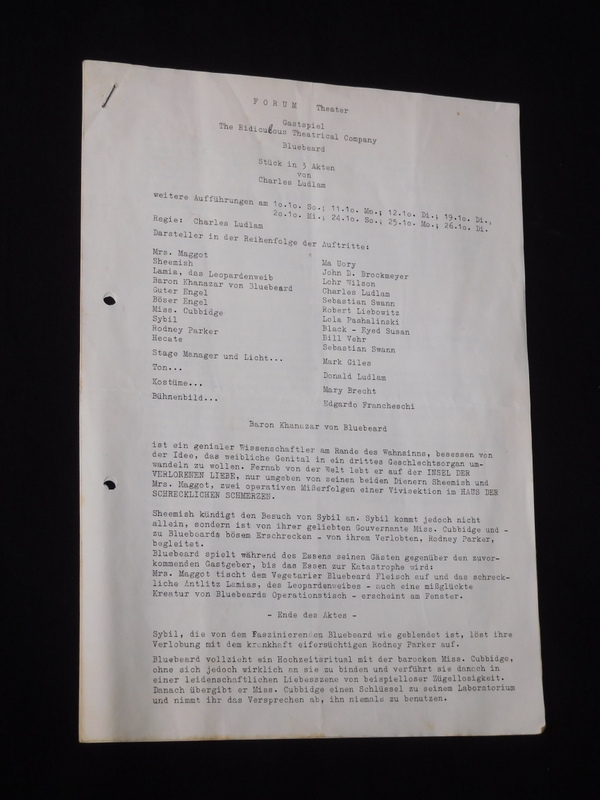 F O R U M Theater
Gastspiel
The Ridiculous Theatrical Company
Bluebeard
Stück in 3 Akten
von
Charles Ludlam
weitere Aufführungen am 1o.1o. So.; 11.1o. Mo.; 12.1o. Di.; 19.1o. Di.,
2o.1o. Mi.; 24.1o. So.; 25.1o. Mo.; 26.1o. Di.
Regie: Charles Ludlam
Darsteller in der Reihenfolge der Auftritte:
Mrs. Maggot Ma Uory
Sheemish John D. Brockmeyer
Lamia, das Leopardenweib Lohr Wilson
Baron Khanazar von Bluebeard Charles Ludlam
Guter Engel Sebastian Swann
Böser Engel Robert Liebowitz
Miss. Cubbidge Lola Pashalinski
Sybil Black - Eyed Susan
Rodney Parker Bill Vehr
Hecate Sebastian Swann
Stage Manager und Licht... Mark Giles
Ton... Donald Ludlam
Kostüme... Mary Brecht
Bühnenbild... Edgardo Francheschi
Baron Khanazar von Bluebeard
ist ein genialer Wissenschaftler am Rande des Wahnsinns, besessen von
der Idee, das weibliche Genital in ein drittes Geschlechtsorgan um-
wandeln zu wollen. Fernab von der Welt lebt er auf der INSEL DER
VERLORENEN LIEBE, nur umgeben von seinen beiden Dienern Sheemish und
Mrs. Maggot, zwei operativen Mißerfolgen einer Vivisektion im HAUS DER
SCHRECKLICHEN SCHMERZEN.
Sheemish kündigt den Besuch von Sybil an. Sybil kommt jedoch nicht
allein, sondern ist von ihrer geliebten Gouvernante Miss. Cubbidge und -
zu Bluebeards bösem Erschrecken - von ihrem Verlobten, Rodney Parker,
begleitet.
Bluebeard spielt während des Essens seinen Gästen gegenüber den zuvor-
kommenden Gastgeber, bis das Essen zur Katastrophe wird:
Mrs. Maggot tischt dem Vegetarier Bluebeard Fleisch auf und das schreck-
liche Antlitz Lamias, des Leopardenweibes - auch eine mißglückte
Kreatur von Bluebeards Operationstisch - erscheint am Fenster.
- Ende des Aktes -
Sybil, die von dem Faszinierenden Bluebeard wie geblendet ist, löst ihre
Verlobung mit dem krankhaft eifersüchtigen Rodney Parker auf.
Bluebeard vollzieht ein Hochzeitsritual mit der barocken Miss. Cubbidge,
ohne sich jedoch wirklich an sie zu binden und verführt sie danach in
einer leidenschaftlichen Liebesszene von beispielloser Zügellosigkeit.
Danach übergibt er Miss. Cubbidge einen Schlüssel zu seinem Laboratorium
und nimmt ihr das Versprechen ab, ihn niemals zu benutzen.